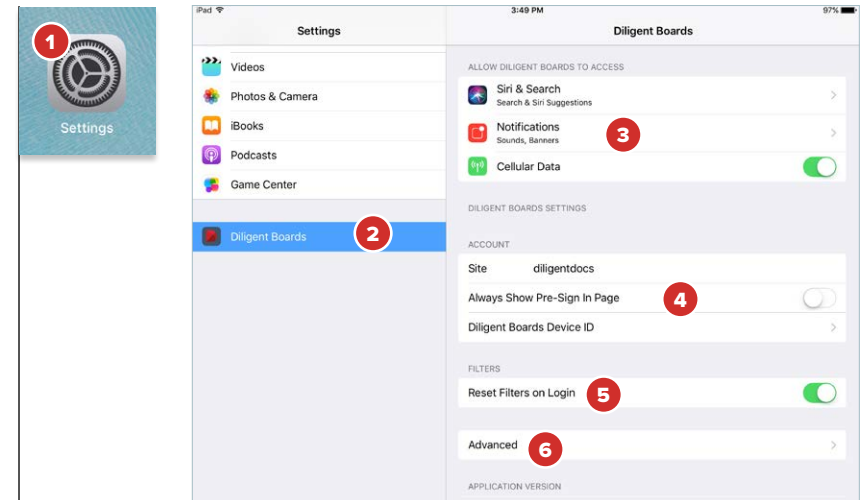 1
Settings
iPad 3:49 PM 97%
Settings
Videos
Photos & Camera
iBooks
Podcasts
Game Center
Diligent Boards
2
Diligent Boards
ALLOW DILIGENT BOARDS TO ACCESS
Siri & Search
Search & Siri Suggestions
Notifications
Sounds, Banners
3
Cellular Data
DILIGENT BOARDS SETTINGS
ACCOUNT
Site diligentdocs
Always Show Pre-Sign In Page
4
Diligent Boards Device ID
FILTERS
Reset Filters on Login
5
Advanced
6
APPLICATION VERSION